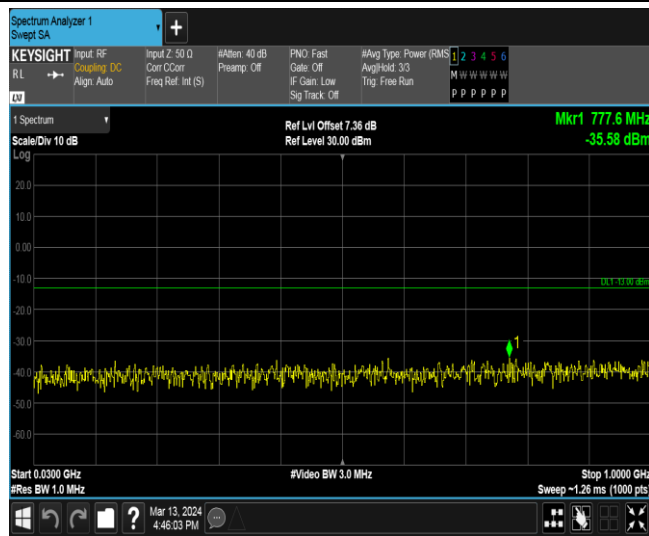 Spectrum Analyzer 1
Swept SA
+
KEYSIGHT
RL
LXI
Input: RF
Coupling: DC
Align: Auto
Input Z: 50 Ω
Corr CCorr
Freq Ref: Int (S)
#Atten: 40 dB
Preamp: Off
PNO: Fast
Gate: Off
IF Gain: Low
Sig Track: Off
#Avg Type: Power (RMS
Avg|Hold: 3/3
Trig: Free Run
1 2 3 4 5 6
M W W W W W
P P P P P P
1 Spectrum
Scale/Div 10 dB
Log
Ref Lvl Offset 7.36 dB
Ref Level 30.00 dBm
Mkr1 777.6 MHz
-35.58 dBm
20.0
10.0
0.00
-10.0
DL1 -13.00 dBm
-20.0
-30.0
1
-40.0
-50.0
-60.0
Start 0.0300 GHz
#Res BW 1.0 MHz
#Video BW 3.0 MHz
Stop 1.0000 GHz
Sweep ~1.26 ms (1000 pts)
?
Mar 13, 2024
4:46:03 PM